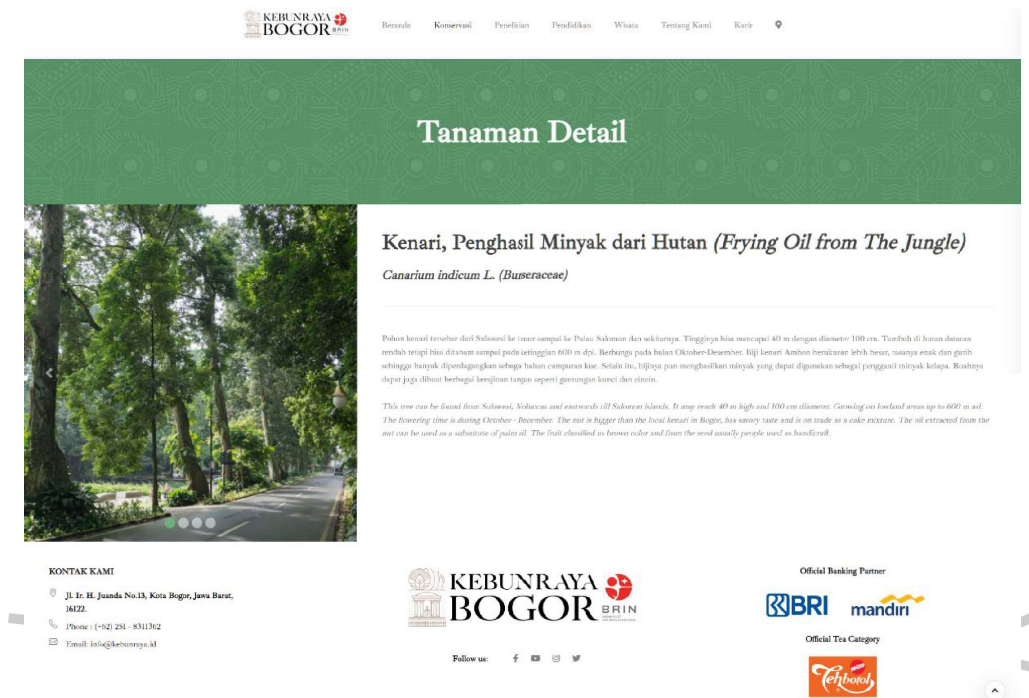 KEBUNRAYA
BOGOR BRIN
Beranda Konservasi Penelitian Pendidikan Wisata Tentang Kami Karir
Tanaman Detail
Kenari, Penghasil Minyak dari Hutan (Frying Oil from The Jungle)
Canarium indicum L. (Burseraceae)
Pohon kenari tersebar dari Sulawesi ke timur sampai ke Pulau Salomon dan sekitarnya. Tingginya bisa mencapai 40 m dengan diameter 100 cm. Tumbuh di hutan dataran
rendah tetapi bisa ditanam sampai pada ketinggian 600 m dpl. Berbunga pada bulan Oktober-Desember. Biji kenari Ambon berukuran lebih besar, rasanya enak dan gurih
sehingga banyak diperdagangkan sebagai bahan campuran kue. Selain itu, bijinya pun menghasilkan minyak yang dapat digunakan sebagai pengganti minyak kelapa. Buahnya
dapat juga dibuat berbagai kerajinan tangan seperti gantungan kunci dan cincin.
This tree can be found from Sulawesi, Moluccas and eastwards till Salomon islands. It may reach 40 m high and 100 cm diameter. Growing on lowland areas up to 600 m asl.
The flowering time is during October - December. The nut is bigger than the local kenari in Bogor, has savory taste and is on trade as a cake mixture. The oil extracted from the
nut can be used as a substitute of palm oil. The fruit classified as brown color and from the seed usually people used as handicraft.
KONTAK KAMI
Jl. Ir. H. Juanda No.13, Kota Bogor, Jawa Barat,
16122.
Phone : (+62) 251 - 8311362
Email: info@kebunraya.id
KEBUNRAYA
BOGOR BRIN
Follow us:
Official Banking Partner
BRI mandiri
Official Tea Category
Tehbotol